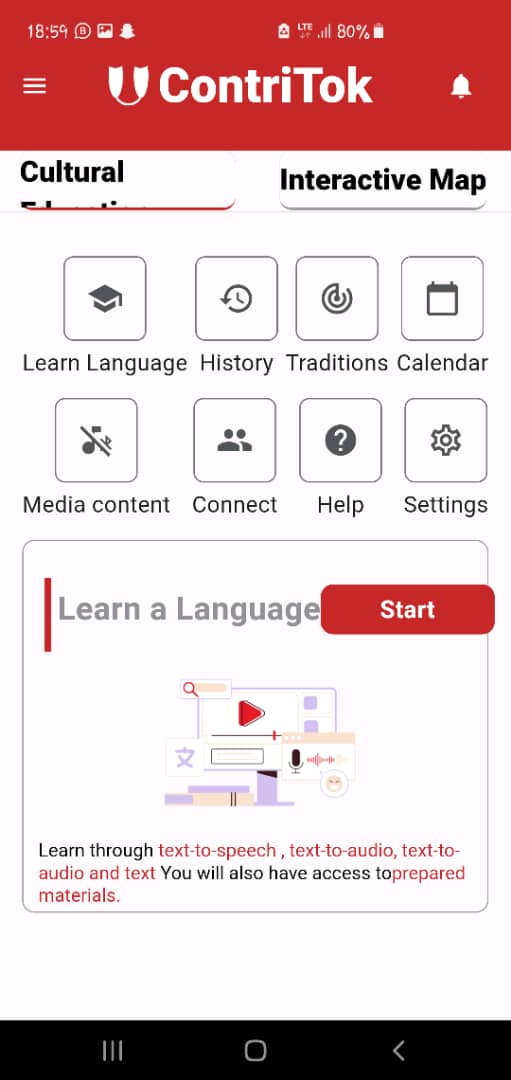 18:59 LTE 80%
ContriTok
Cultural
Education
Interactive Map
Learn Language History Traditions Calendar
Media content Connect Help Settings
Learn a Language Start
文
Learn through text-to-speech , text-to-audio, text-to-
audio and text You will also have access toprepared
materials.